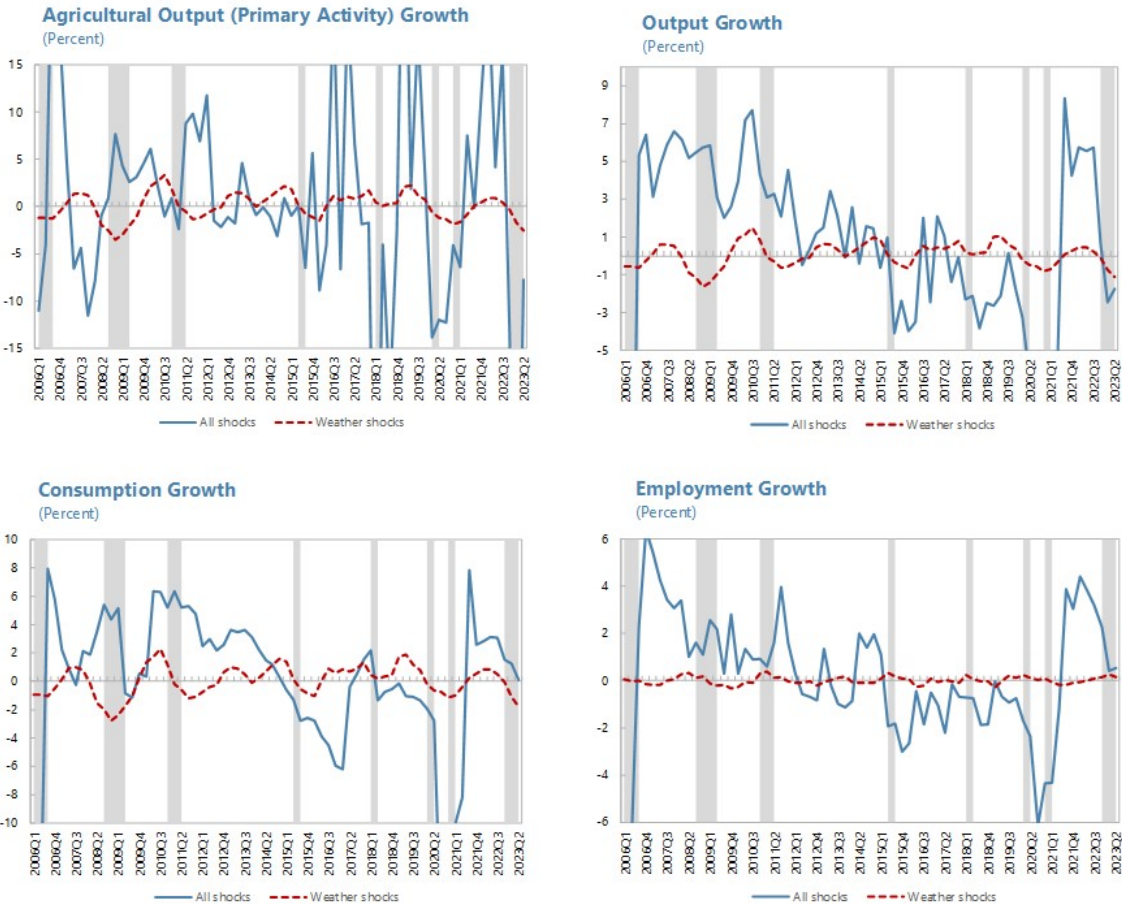 Agricultural Output (Primary Activity) Growth
(Percent)
15
10
5
0
-5
-10
-15
2006Q1
2006Q4
2007Q3
2008Q2
2009Q1
2009Q4
2010Q3
2011Q2
2012Q1
2012Q4
2013Q3
2014Q2
2015Q1
2015Q4
2016Q3
2017Q2
2018Q1
2018Q4
2019Q3
2020Q2
2021Q1
2021Q4
2022Q3
2023Q2
All shocks
Weather shocks
Output Growth
(Percent)
9
7
5
3
1
-1
-3
-5
2006Q1
2006Q4
2007Q3
2008Q2
2009Q1
2009Q4
2010Q3
2011Q2
2012Q1
2012Q4
2013Q3
2014Q2
2015Q1
2015Q4
2016Q3
2017Q2
2018Q1
2018Q4
2019Q3
2020Q2
2021Q1
2021Q4
2022Q3
2023Q2
All shocks
Weather shocks
Consumption Growth
(Percent)
10
8
6
4
2
0
-2
-4
-6
-8
-10
2006Q1
2006Q4
2007Q3
2008Q2
2009Q1
2009Q4
2010Q3
2011Q2
2012Q1
2012Q4
2013Q3
2014Q2
2015Q1
2015Q4
2016Q3
2017Q2
2018Q1
2018Q4
2019Q3
2020Q2
2021Q1
2021Q4
2022Q3
2023Q2
All shocks
Weather shocks
Employment Growth
(Percent)
6
4
2
0
-2
-4
-6
2006Q1
2006Q4
2007Q3
2008Q2
2009Q1
2009Q4
2010Q3
2011Q2
2012Q1
2012Q4
2013Q3
2014Q2
2015Q1
2015Q4
2016Q3
2017Q2
2018Q1
2018Q4
2019Q3
2020Q2
2021Q1
2021Q4
2022Q3
2023Q2
All shocks
Weather shocks